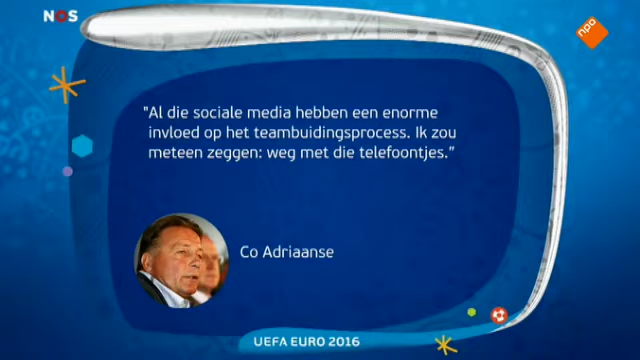 NOS
npo
"Al die sociale media hebben een enorme
invloed op het teambuidingsprocess. Ik zou
meteen zeggen: weg met die telefoontjes."
Co Adriaanse
UEFA EURO 2016